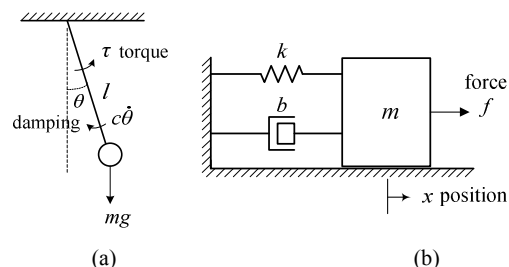 τ torque
θ
l
damping
cθ̇
mg
(a)
k
b
m
force
f
x position
(b)